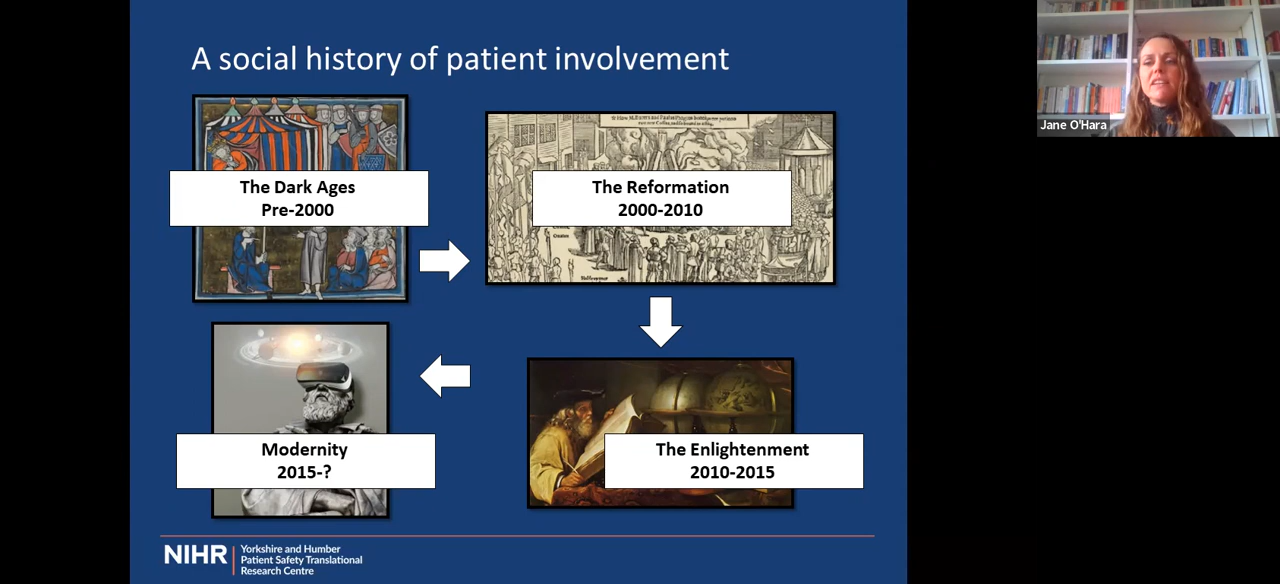 A social history of patient involvement
The Dark Ages
Pre-2000
The Reformation
2000-2010
Modernity
2015-?
The Enlightenment
2010-2015
NIHR
Yorkshire and Humber
Patient Safety Translational
Research Centre
Jane O'Hara